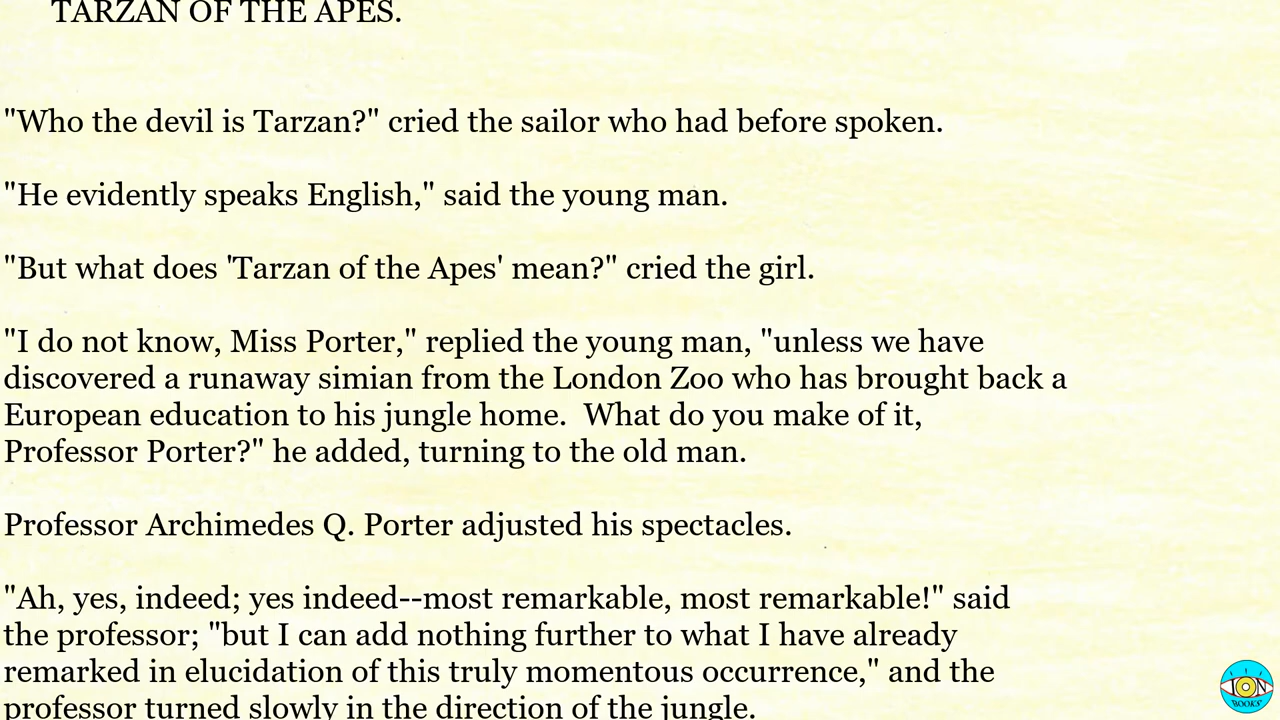 TARZAN OF THE APES.
"Who the devil is Tarzan?" cried the sailor who had before spoken.
"He evidently speaks English," said the young man.
"But what does 'Tarzan of the Apes' mean?" cried the girl.
"I do not know, Miss Porter," replied the young man, "unless we have
discovered a runaway simian from the London Zoo who has brought back a
European education to his jungle home.  What do you make of it,
Professor Porter?" he added, turning to the old man.
Professor Archimedes Q. Porter adjusted his spectacles.
"Ah, yes, indeed; yes indeed--most remarkable, most remarkable!" said
the professor; "but I can add nothing further to what I have already
remarked in elucidation of this truly momentous occurrence," and the
professor turned slowly in the direction of the jungle.
ION
BOOKS